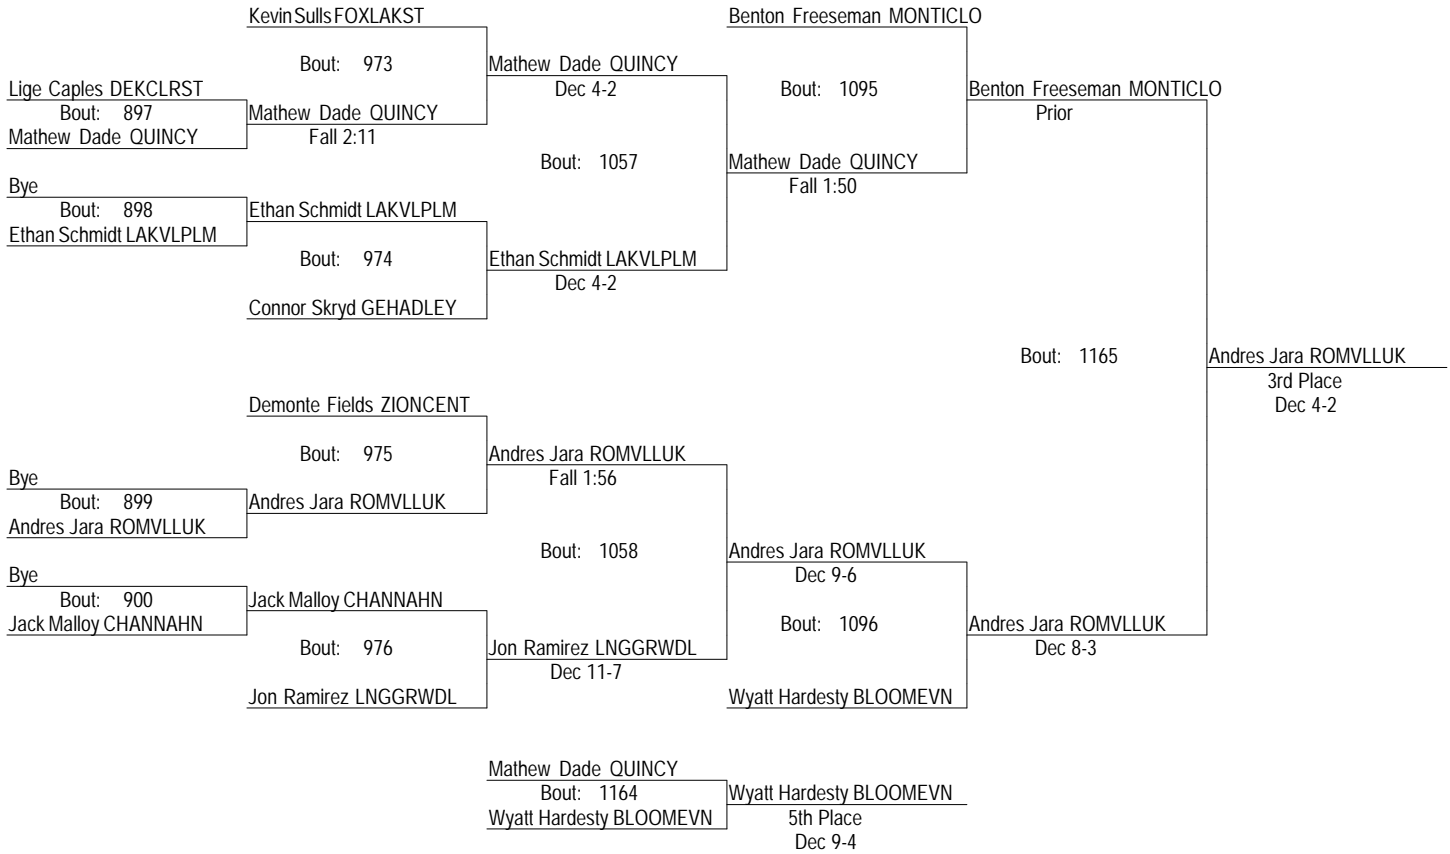 Kevin Sulls FOXLAKST
Benton Freeseman MONTICLO
Bout: 973
Mathew Dade QUINCY
Dec 4-2
Lige Caples DEKCLRST
Bout: 897
Mathew Dade QUINCY
Mathew Dade QUINCY
Fall 2:11
Bout: 1095
Benton Freeseman MONTICLO
Prior
Bout: 1057
Mathew Dade QUINCY
Fall 1:50
Bye
Bout: 898
Ethan Schmidt LAKVLPLM
Ethan Schmidt LAKVLPLM
Bout: 974
Ethan Schmidt LAKVLPLM
Dec 4-2
Connor Skryd GEHADLEY
Bout: 1165
Andres Jara ROMVLLUK
3rd Place
Dec 4-2
Demonte Fields ZIONCENT
Bout: 975
Andres Jara ROMVLLUK
Fall 1:56
Bye
Bout: 899
Andres Jara ROMVLLUK
Andres Jara ROMVLLUK
Bout: 1058
Andres Jara ROMVLLUK
Dec 9-6
Bye
Bout: 900
Jack Malloy CHANNAHN
Jack Malloy CHANNAHN
Bout: 976
Jon Ramirez LNGGRWDL
Dec 11-7
Jon Ramirez LNGGRWDL
Bout: 1096
Andres Jara ROMVLLUK
Dec 8-3
Wyatt Hardesty BLOOMEVN
Mathew Dade QUINCY
Bout: 1164
Wyatt Hardesty BLOOMEVN
Wyatt Hardesty BLOOMEVN
5th Place
Dec 9-4